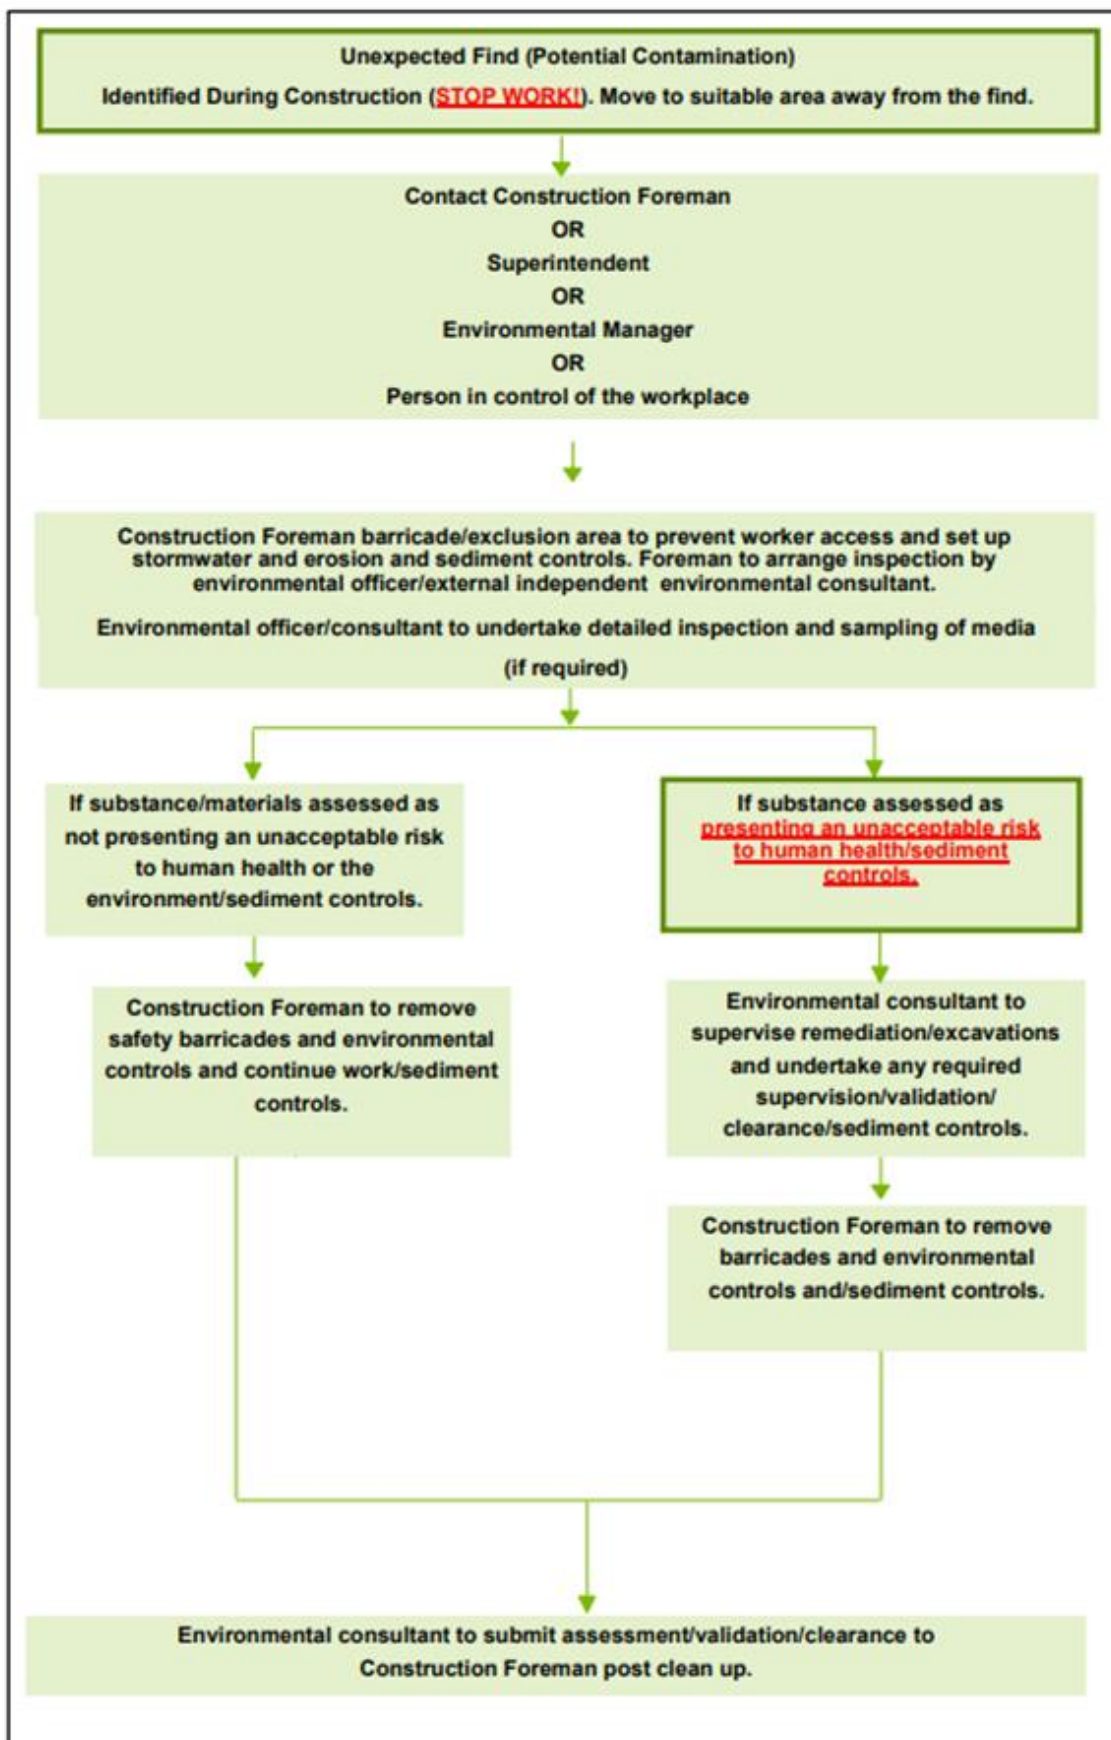 Unexpected Find (Potential Contamination)
Identified During Construction (STOP WORK!). Move to suitable area away from the find.
Contact Construction Foreman
OR
Superintendent
OR
Environmental Manager
OR
Person in control of the workplace
Construction Foreman barricade/exclusion area to prevent worker access and set up
stormwater and erosion and sediment controls. Foreman to arrange inspection by
environmental officer/external independent environmental consultant.
Environmental officer/consultant to undertake detailed inspection and sampling of media
(if required)
If substance/materials assessed as
not presenting an unacceptable risk
to human health or the
environment/sediment controls.
Construction Foreman to remove
safety barricades and environmental
controls and continue work/sediment
controls.
If substance assessed as
presenting an unacceptable risk
to human health/sediment
controls.
Environmental consultant to
supervise remediation/excavations
and undertake any required
supervision/validation/
clearance/sediment controls.
Construction Foreman to remove
barricades and environmental
controls and/sediment controls.
Environmental consultant to submit assessment/validation/clearance to
Construction Foreman post clean up.